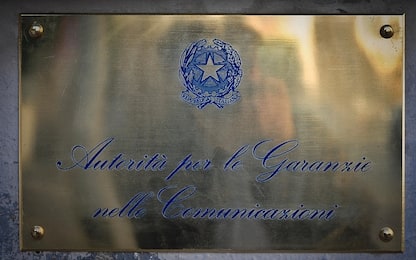 Autorità per le Garanzie
nelle Comunicazioni